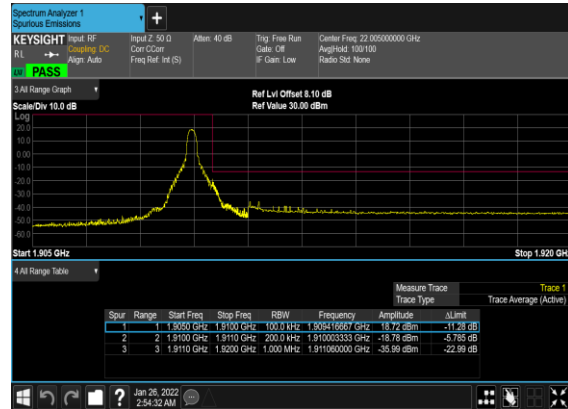 Spectrum Analyzer 1
Spurious Emissions
+
KEYSIGHT Input: RF Input Z: 50 Ω Atten: 40 dB Trig: Free Run Center Freq: 22.005000000 GHz
RL Coupling: DC Corr CCorr Gate: Off Avg|Hold: 100/100
Align: Auto Freq Ref: Int (S) IF Gain: Low Radio Std: None
LW PASS
3 All Range Graph Ref Lvl Offset 8.10 dB
Scale/Div 10.0 dB Ref Value 30.00 dBm
Log
20.0
10.0
0.00
-10.0
-20.0
-30.0
-40.0
-50.0
-60.0
Start 1.905 GHz Stop 1.920 GHz
4 All Range Table
Measure Trace Trace 1
Trace Type Trace Average (Active)
Spur Range Start Freq Stop Freq RBW Frequency Amplitude ΔLimit
1 1 1.9050 GHz 1.9100 GHz 100.0 kHz 1.909416667 GHz 18.72 dBm -11.28 dB
2 2 1.9100 GHz 1.9110 GHz 200.0 kHz 1.910003333 GHz -18.78 dBm -5.785 dB
3 3 1.9110 GHz 1.9200 GHz 1.000 MHz 1.911060000 GHz -35.99 dBm -22.99 dB
? Jan 26, 2022
2:54:32 AM